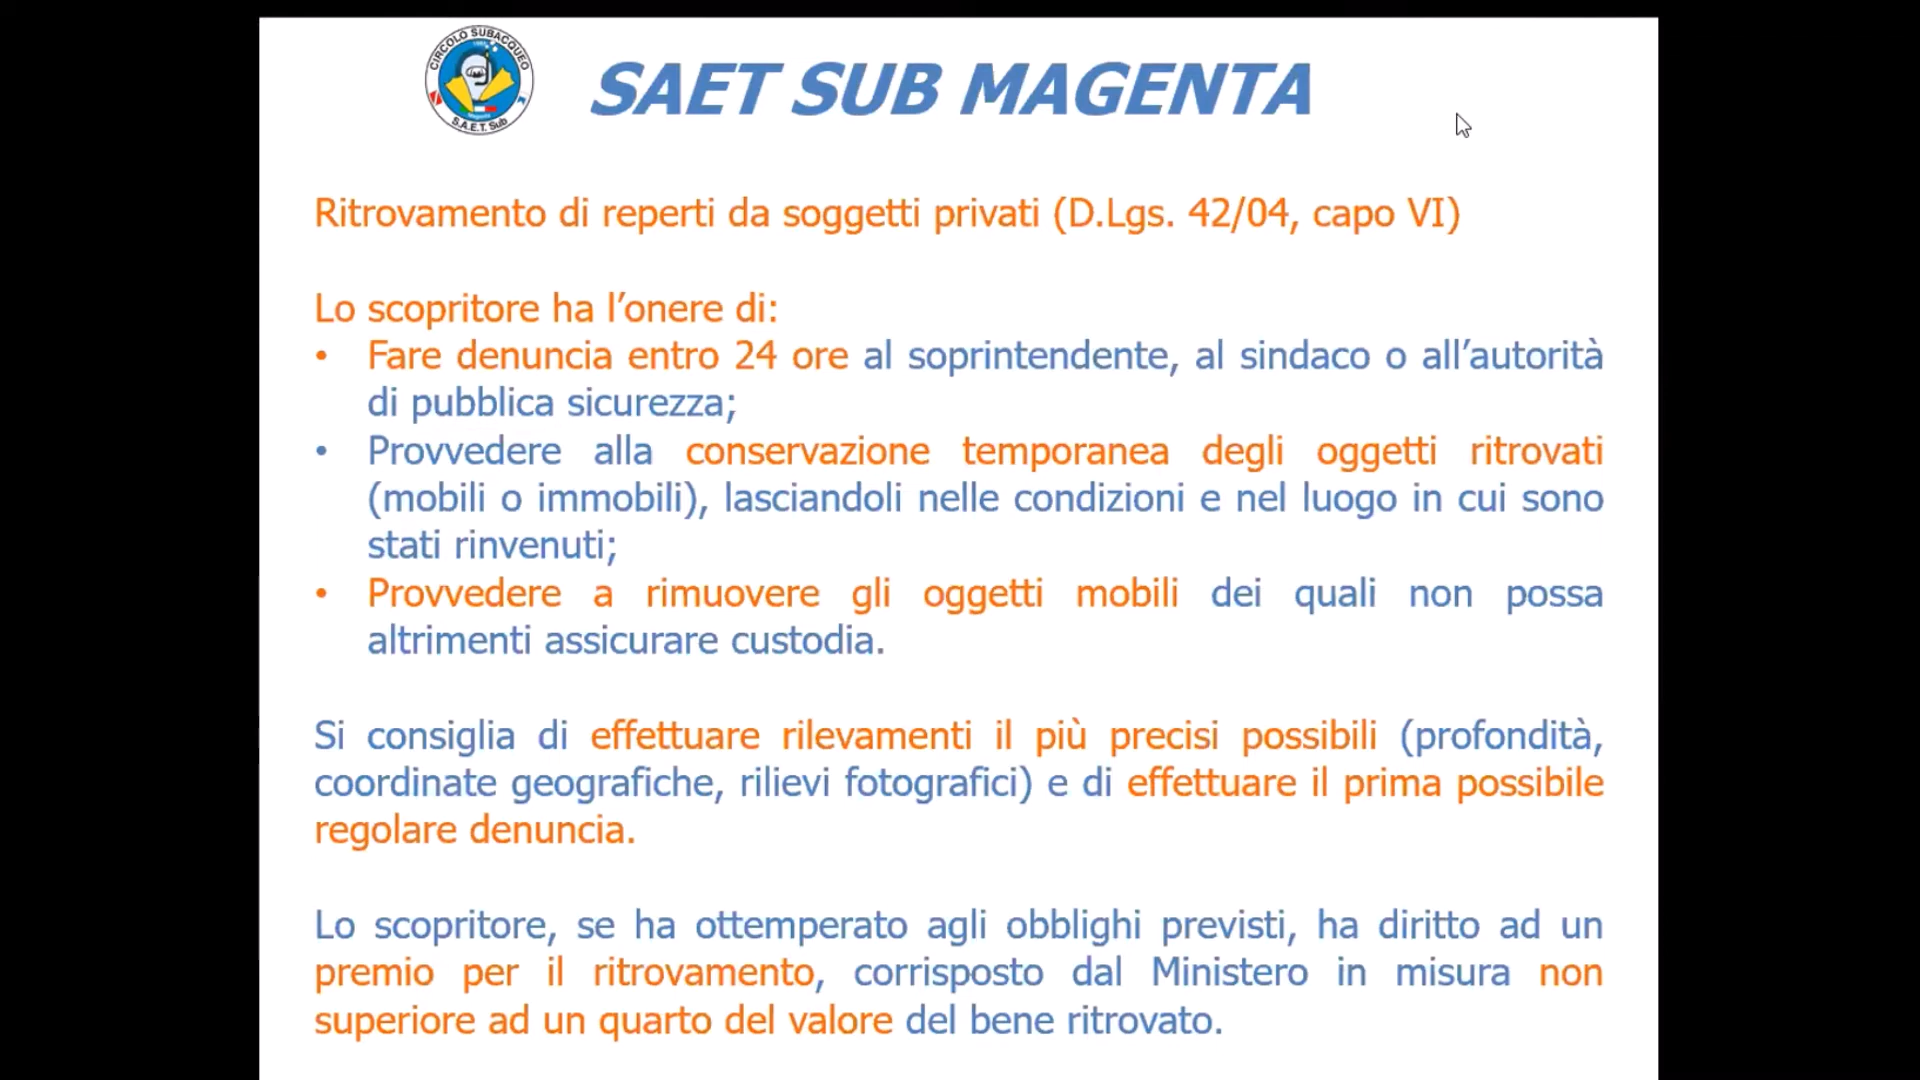 CIRCOLO SUBACQUEO
S.A.E.T. Sub
SAET SUB MAGENTA
Ritrovamento di reperti da soggetti privati (D.Lgs. 42/04, capo VI)
Lo scopritore ha l’onere di:
• Fare denuncia entro 24 ore al soprintendente, al sindaco o all’autorità
di pubblica sicurezza;
• Provvedere alla conservazione temporanea degli oggetti ritrovati
(mobili o immobili), lasciandoli nelle condizioni e nel luogo in cui sono
stati rinvenuti;
• Provvedere a rimuovere gli oggetti mobili dei quali non possa
altrimenti assicurare custodia.
Si consiglia di effettuare rilevamenti il più precisi possibili (profondità,
coordinate geografiche, rilievi fotografici) e di effettuare il prima possibile
regolare denuncia.
Lo scopritore, se ha ottemperato agli obblighi previsti, ha diritto ad un
premio per il ritrovamento, corrisposto dal Ministero in misura non
superiore ad un quarto del valore del bene ritrovato.